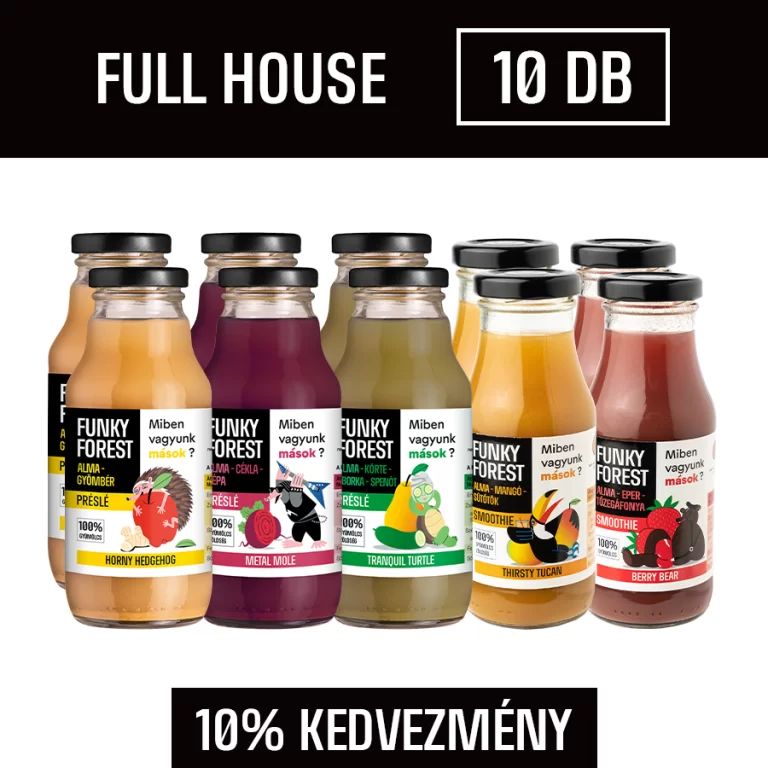 FULL HOUSE
10 DB
FUNKY
FOREST
ALMA-
GYÖMBÉR
PRÉSLÉ
100%
GYÜMÖLCS
Miben
vagyunk
mások ?
HORNY HEDGEHOG
FUNKY
FOREST
ALMA - CÉKLA -
PRÉSLÉ
Miben
vagyunk
mások ?
METAL MOLE
FUNKY
FOREST
ALMA - KÖRTE -
SPENÓT
PRÉSLÉ
Miben
vagyunk
mások ?
TRANQUIL TURTLE
FUNKY
FOREST
ALMA - MANGÓ -
SÜTŐTÖK
SMOOTHIE
100%
Miben
vagyunk
mások ?
THIRSTY TUCAN
FUNKY
FOREST
ALMA - EPER -
TŐZEGÁFONYA
SMOOTHIE
100%
Miben
vagyunk
mások ?
BERRY BEAR
10% KEDVEZMÉNY